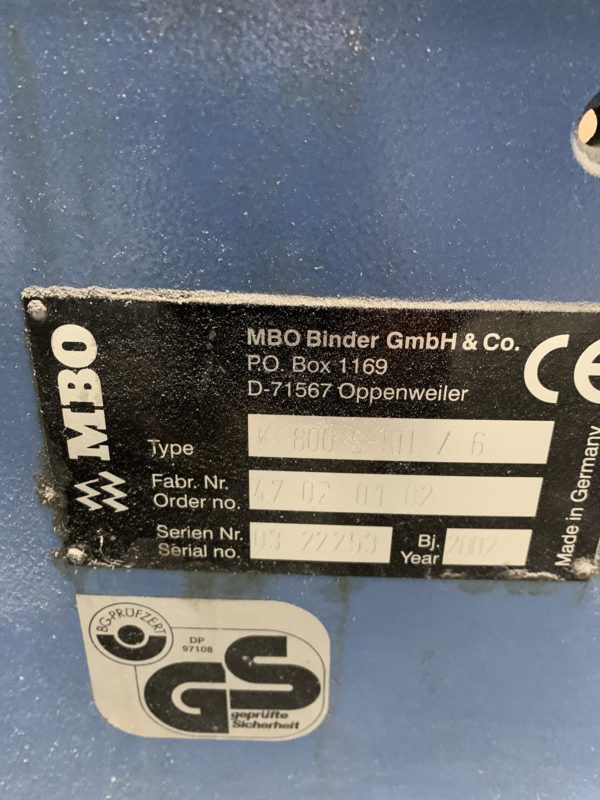 MBO
MBO Binder GmbH & Co.
P.O. Box 1169
D-71567 Oppenweiler
CE
Type K 800 / 6
Fabr. Nr.
Order no. 47 02 01 02
Serien Nr.
Serial no. 03 22253
Bj.
Year 2002
Made in Germany
BG-PRÜFZERT
DP
97108
GS
geprüfte
Sicherheit